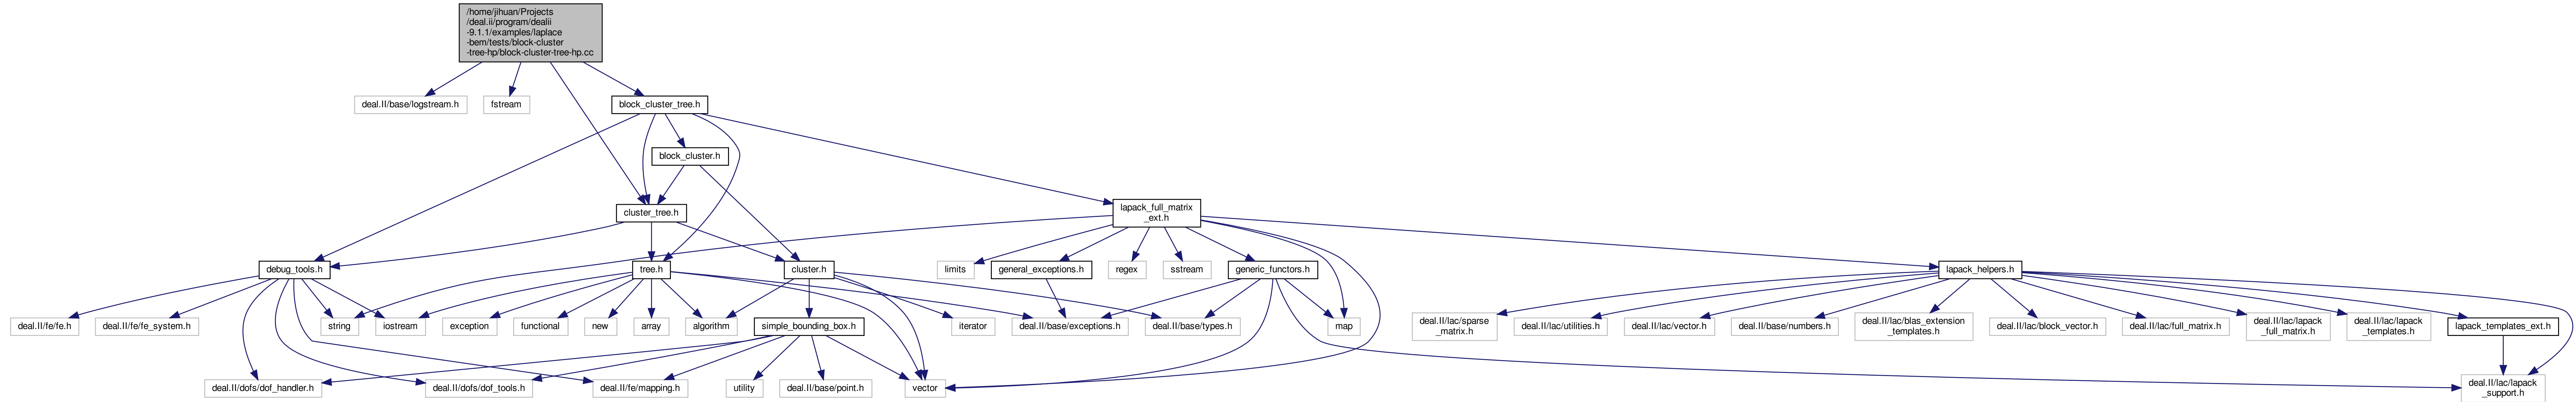 /home/jihuan/Projects
/deal.ii/program/dealii
-9.1.1/examples/laplace
-bem/tests/block-cluster
-tree-hp/block-cluster-tree-hp.cc
deal.II/base/logstream.h
fstream
block_cluster_tree.h
block_cluster.h
cluster_tree.h
lapack_full_matrix
_ext.h
debug_tools.h
tree.h
cluster.h
limits
general_exceptions.h
regex
sstream
generic_functors.h
lapack_helpers.h
deal.II/fe/fe.h
deal.II/fe/fe_system.h
string
iostream
exception
functional
new
array
algorithm
simple_bounding_box.h
iterator
deal.II/base/exceptions.h
deal.II/base/types.h
map
deal.II/lac/sparse
_matrix.h
deal.II/lac/utilities.h
deal.II/lac/vector.h
deal.II/base/numbers.h
deal.II/lac/blas_extension
_templates.h
deal.II/lac/block_vector.h
deal.II/lac/full_matrix.h
deal.II/lac/lapack
_full_matrix.h
deal.II/lac/lapack
_templates.h
lapack_templates_ext.h
deal.II/dofs/dof_handler.h
deal.II/dofs/dof_tools.h
deal.II/fe/mapping.h
utility
deal.II/base/point.h
vector
deal.II/lac/lapack
_support.h